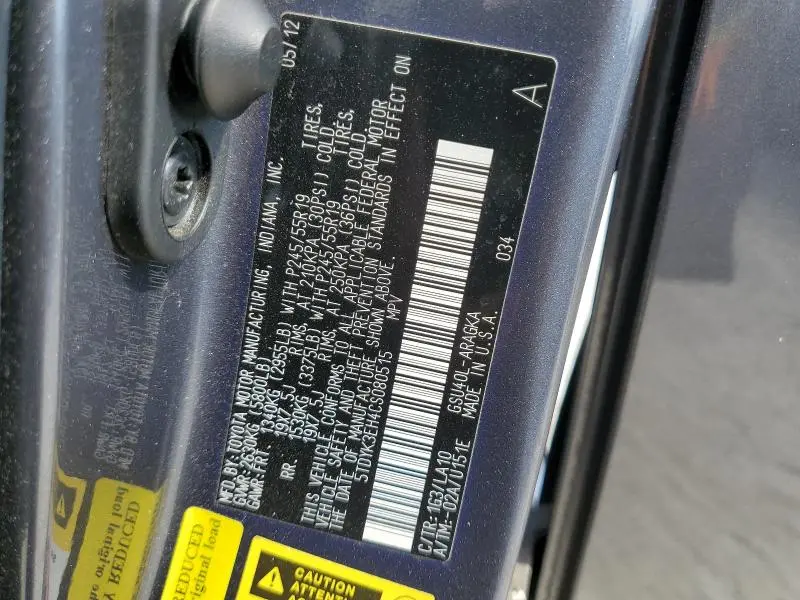 MFD.BY:TOYOTA MOTOR MANUFACTURING, INDIANA, INC. 05/12
GVWR 2630KG (5800LB)
GAWR: FRT 1340KG (2955LB) WITH P245/55R19 TIRES,
19X7.5J RIMS, AT 210KPA (30PSI) COLD
RR. 1530KG (3375LB) WITH P245/55R19 TIRES,
19X7.5J RIMS, AT 250KPA (36PSI) COLD
THIS VEHICLE CONFORMS TO ALL APPLICABLE FEDERAL MOTOR
VEHICLE SAFETY AND THEFT PREVENTION STANDARDS IN EFFECT ON
THE DATE OF MANUFACTURE SHOWN ABOVE.
5TDYK3EH4CS080515 MPV
A
034
C/TR:1G3/LA10 GSU40L-ARAGKA
A/TM:-02A/U151E MADE IN U.S.A.
REDUCED
original load
CAUTION
ATTENTION